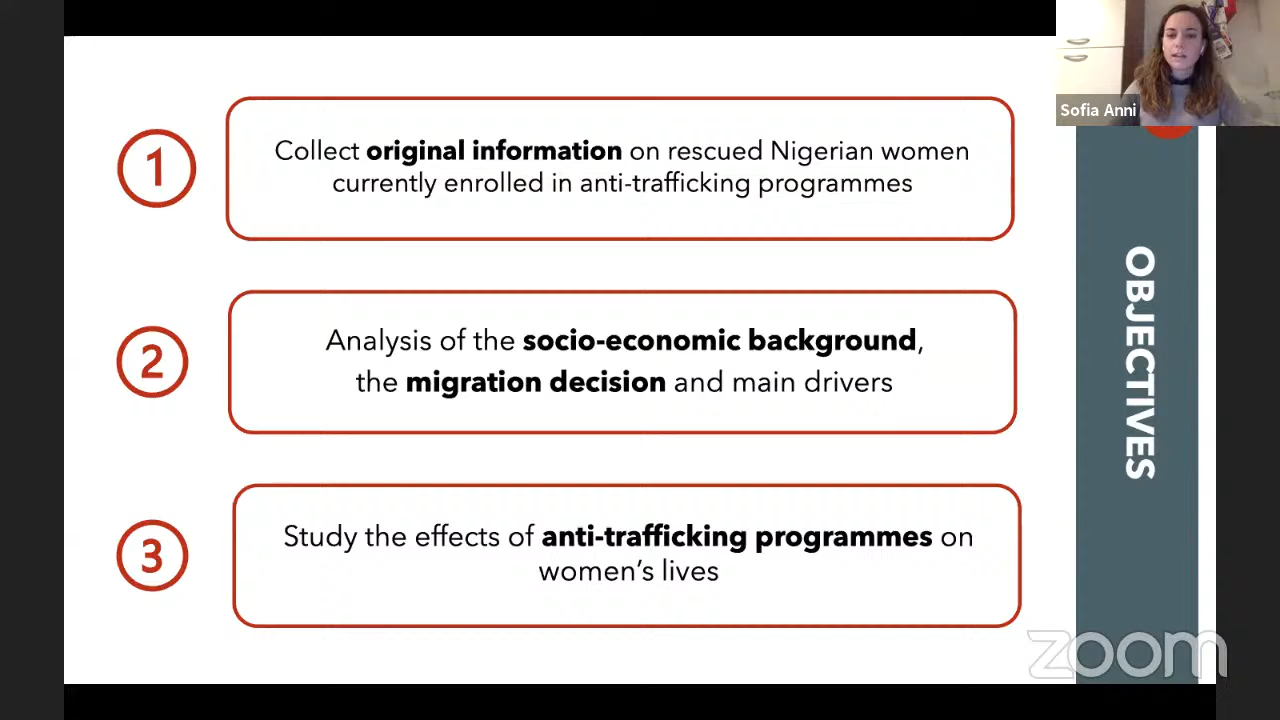 Sofia Anni
1
Collect original information on rescued Nigerian women
currently enrolled in anti-trafficking programmes
2
Analysis of the socio-economic background,
the migration decision and main drivers
3
Study the effects of anti-trafficking programmes on
women's lives
OBJECTIVES
zoom